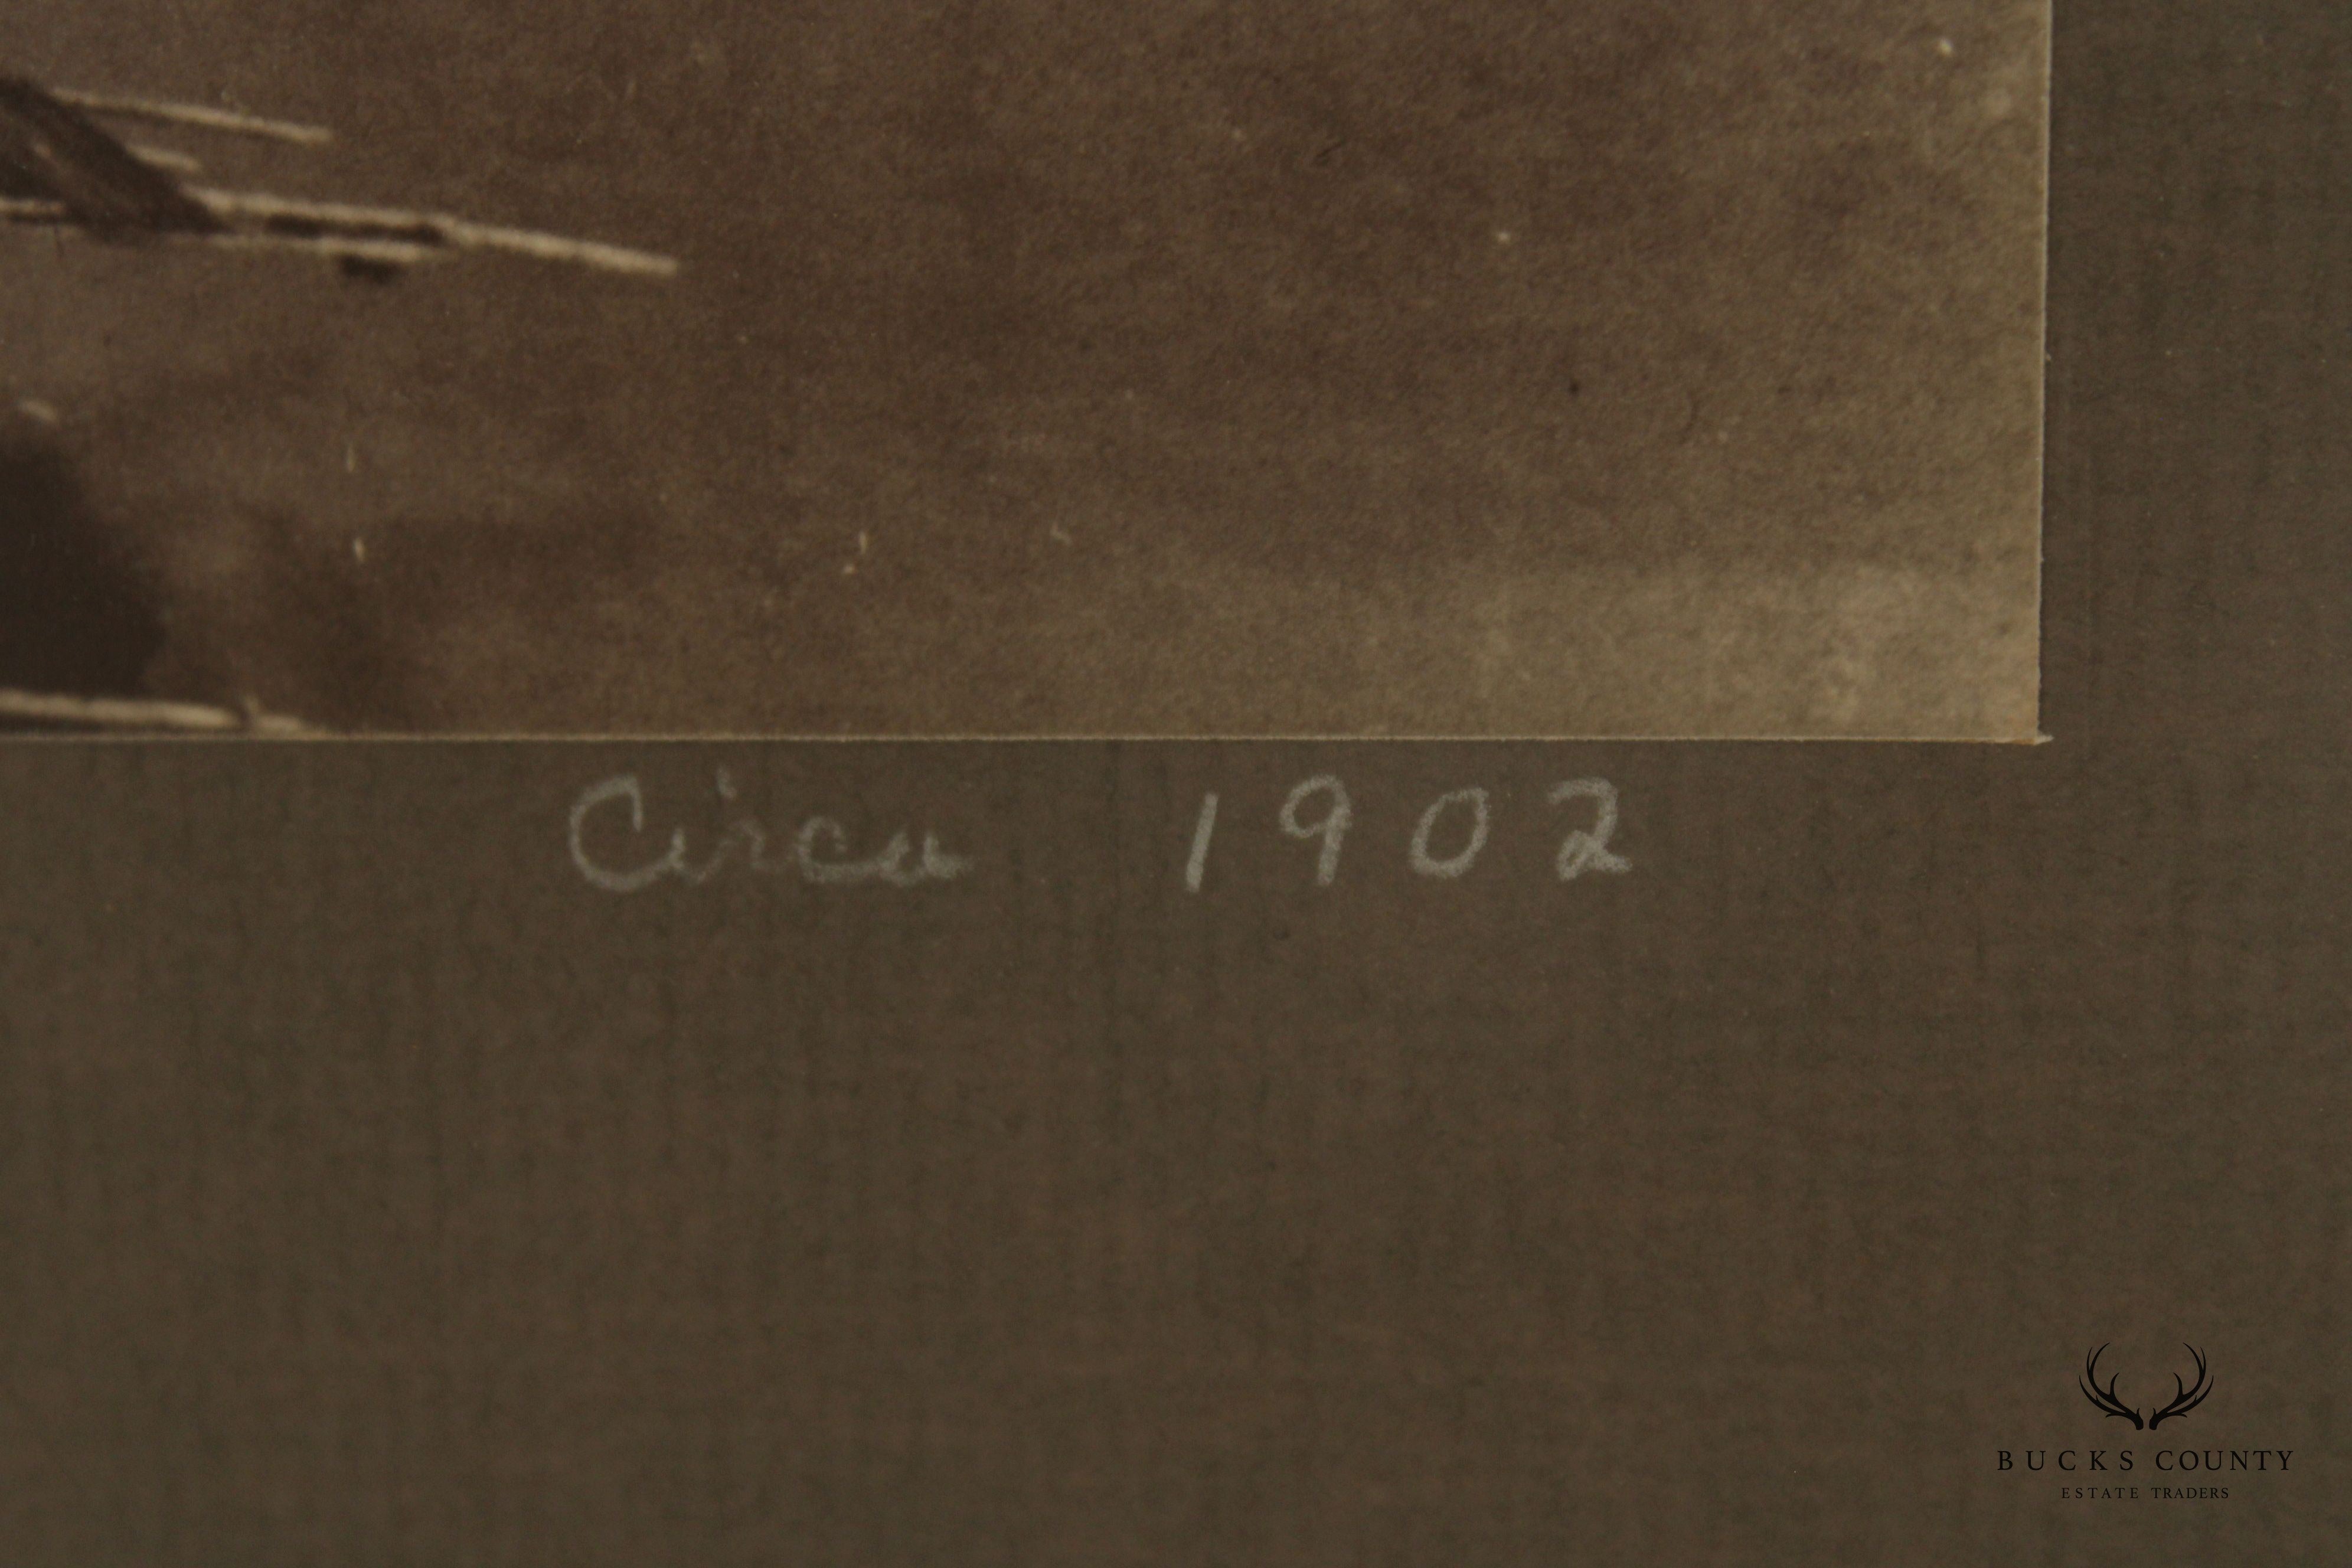 Circa 1902
BUCKS COUNTY
ESTATE TRADERS